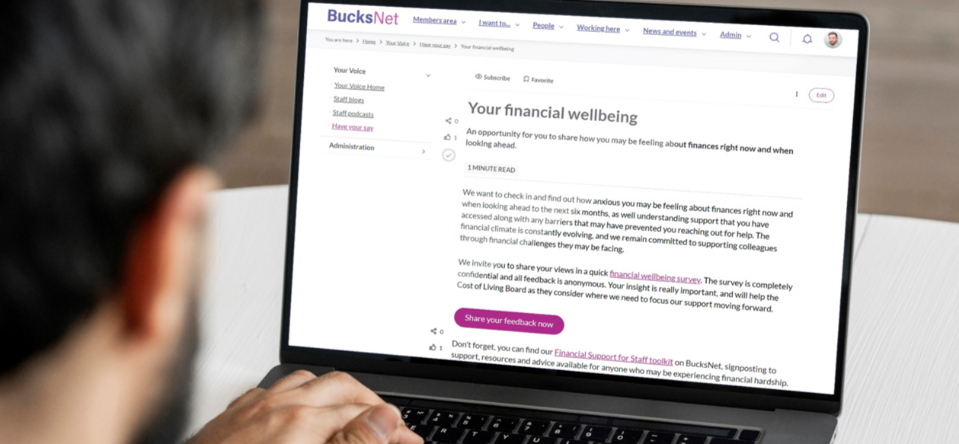 BucksNet
Members area
I want to...
People
Working here
News and events
Admin
You are here > Home > Your Voice > Have your say > Your financial wellbeing
Your Voice
Your Voice Home
Staff blogs
Staff podcasts
Have your say
Administration
Subscribe
Favorite
Edit
Your financial wellbeing
0
1
An opportunity for you to share how you may be feeling about finances right now and when
looking ahead.
1 MINUTE READ
We want to check in and find out how anxious you may be feeling about finances right now and
when looking ahead to the next six months, as well understanding support that you have
accessed along with any barriers that may have prevented you reaching out for help. The
financial climate is constantly evolving, and we remain committed to supporting colleagues
through financial challenges they may be facing.
We invite you to share your views in a quick financial wellbeing survey. The survey is completely
confidential and all feedback is anonymous. Your insight is really important, and will help the
Cost of Living Board as they consider where we need to focus our support moving forward.
Share your feedback now
0
1
Don't forget, you can find our Financial Support for Staff toolkit on BucksNet, signposting to
support, resources and advice available for anyone who may be experiencing financial hardship.